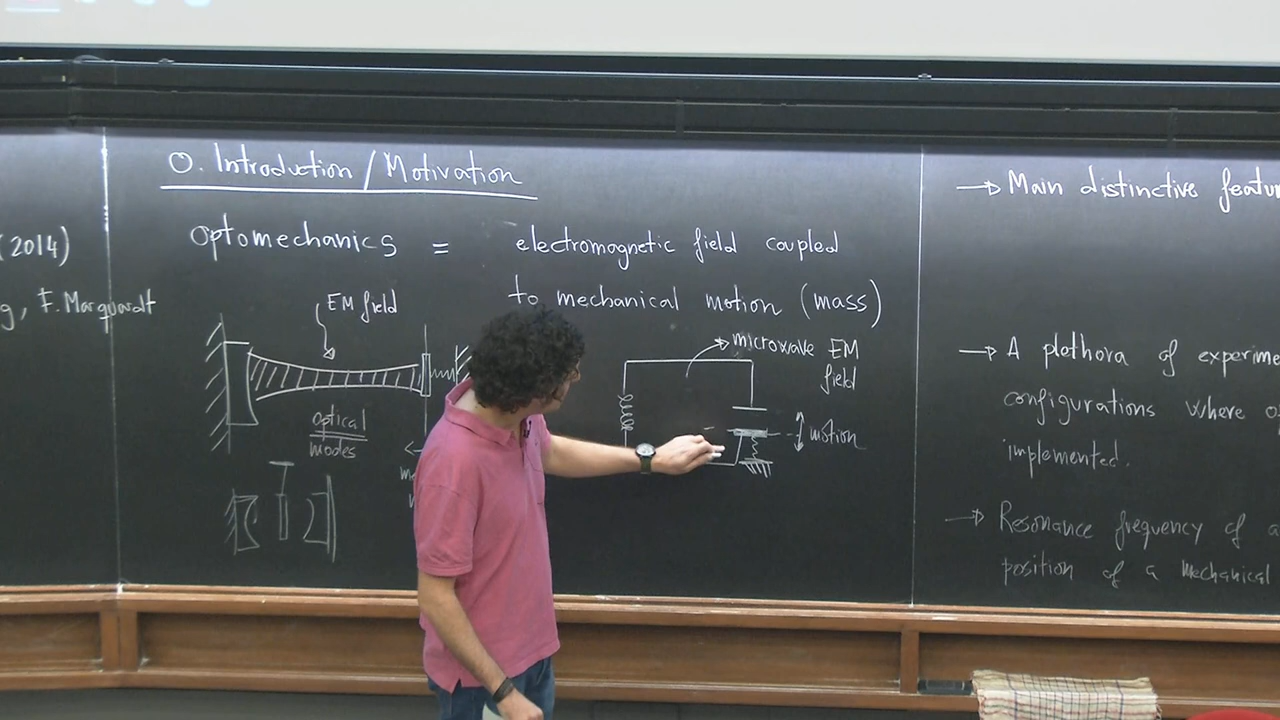 (2014)
g, F. Marquardt
0. Introduction / Motivation
optomechanics = electromagnetic field coupled
to mechanical motion (mass)
EM field
optical
modes
microwave EM
field
motion
→ Main distinctive featur
→ A plethora of experime
configurations where o
implemented.
→ Resonance frequency of a
position of a mechanical